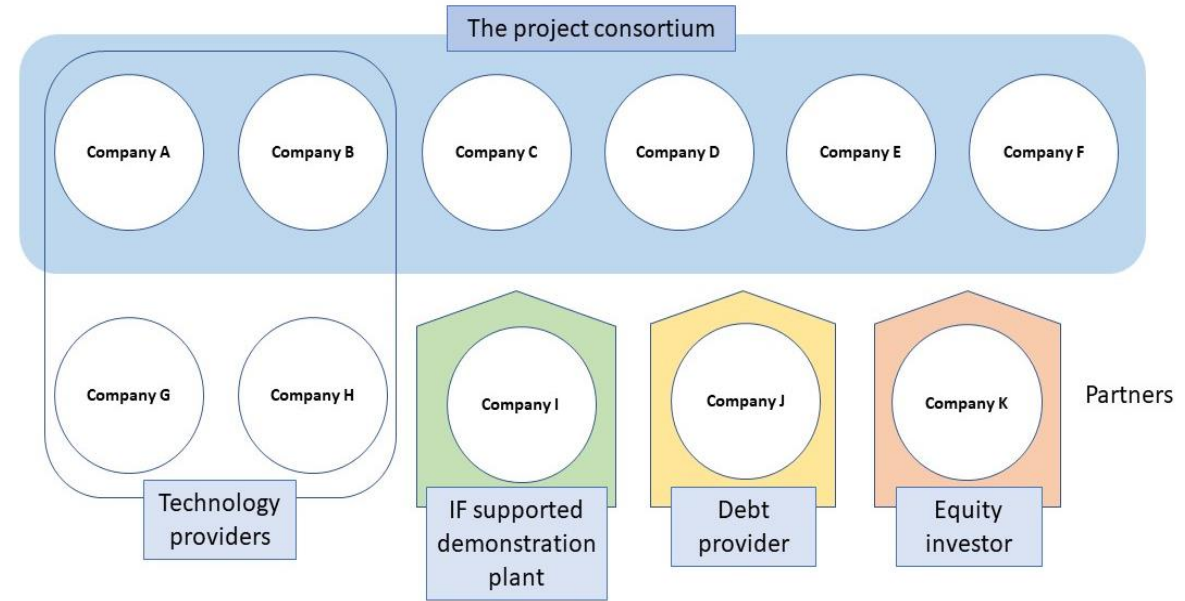 The project consortium
Company A
Company B
Company C
Company D
Company E
Company F
Company G
Company H
Company I
Company J
Company K
Partners
Technology
providers
IF supported
demonstration
plant
Debt
provider
Equity
investor